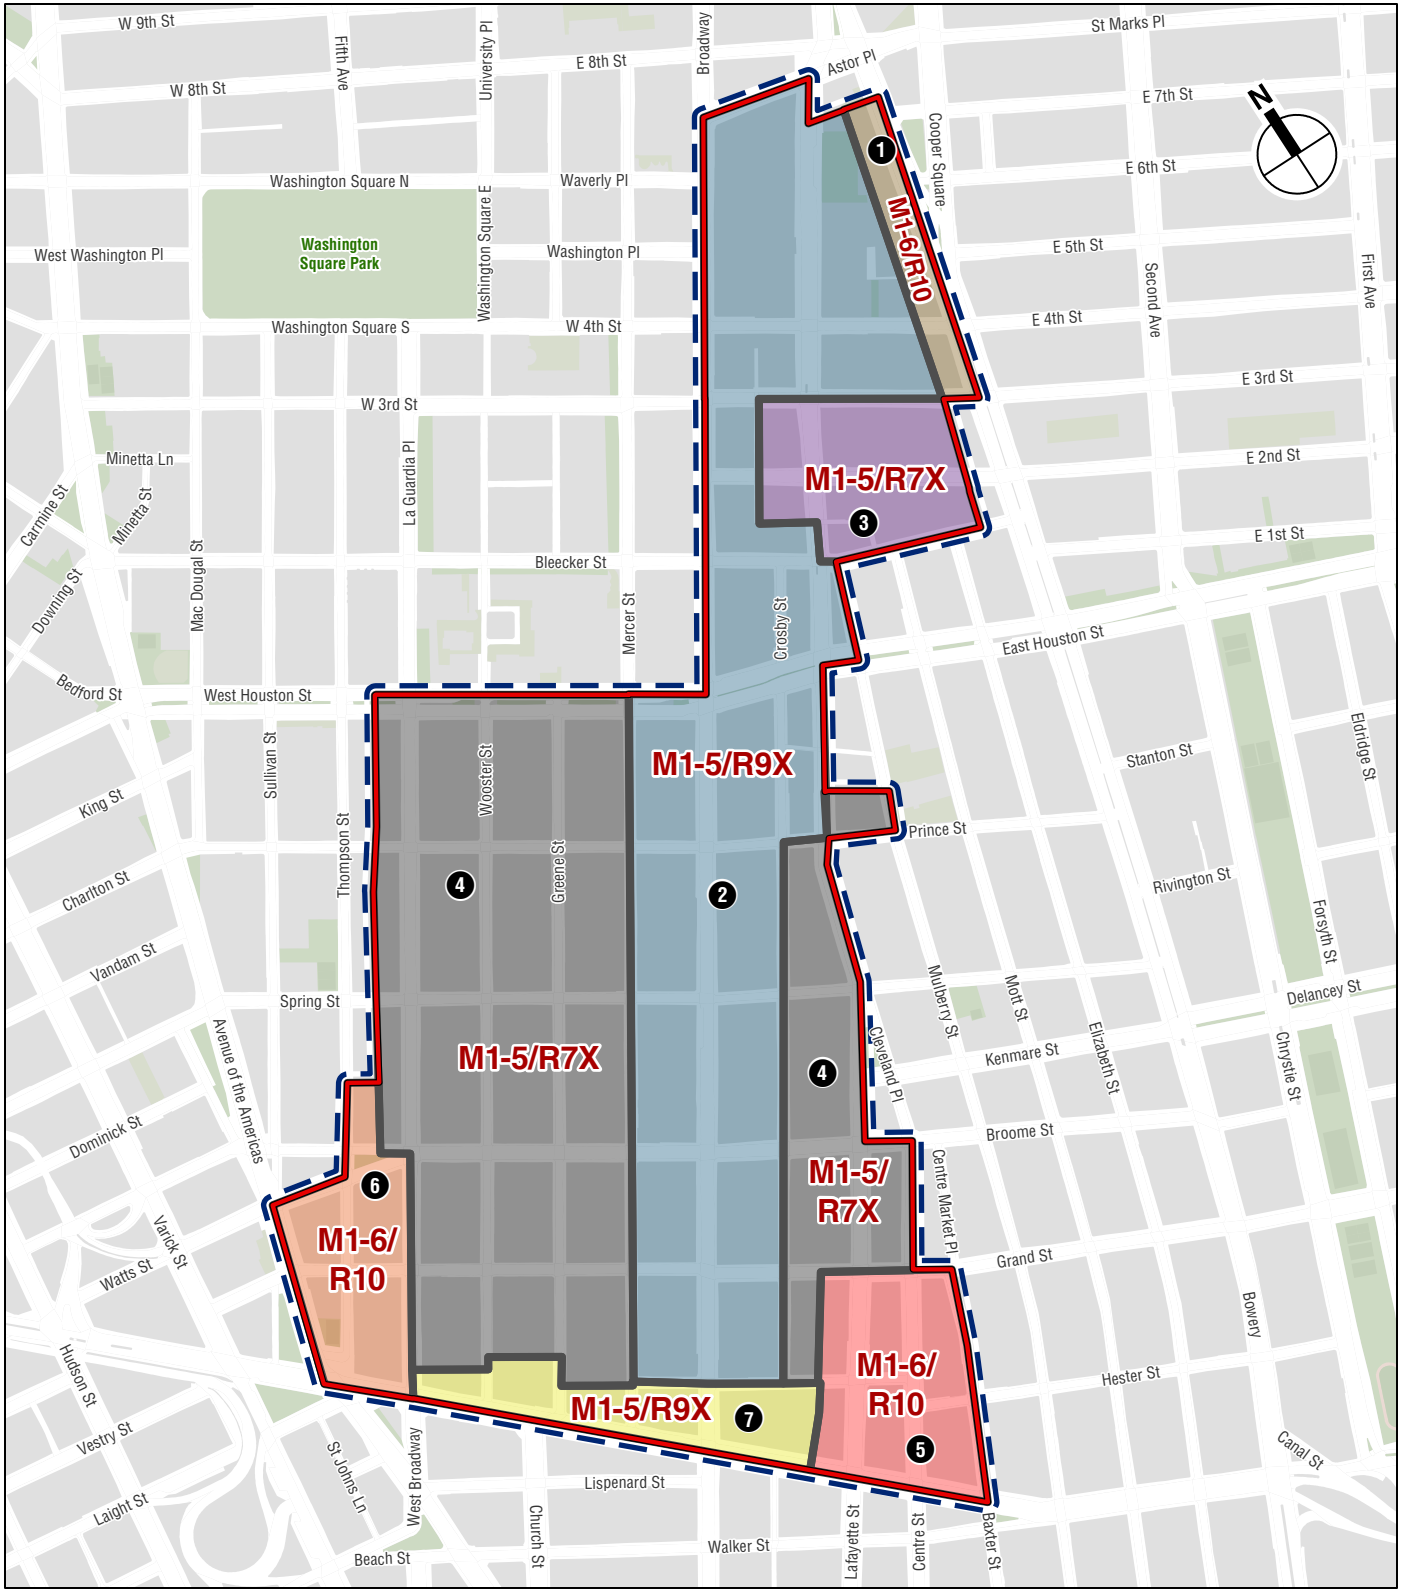 W 9th St
Fifth Ave
University Pl
Broadway
St Marks Pl
E 8th St
Astor Pl
W 8th St
E 7th St
N
Cooper Square
1
E 6th St
Washington Square N
Waverly Pl
Washington Square E
M1-6/R10
Washington
Square Park
West Washington Pl
Washington Pl
E 5th St
Second Ave
First Ave
Washington Square S
W 4th St
E 4th St
E 3rd St
W 3rd St
La Guardia Pl
Minetta Ln
E 2nd St
M1-5/R7X
3
Carmine St
Minetta St
E 1st St
Mac Dougal St
Bleecker St
Downing St
Mercer St
Crosby St
East Houston St
Bedford St
West Houston St
Eldridge St
Sullivan St
Wooster St
M1-5/R9X
Stanton St
King St
Thompson St
Greene St
Prince St
4
2
Charlton St
Rivington St
Forsyth St
Vandam St
Spring St
Mulberry St
Mott St
Delancey St
Avenue of the Americas
Cleveland Pl
Elizabeth St
Chrystie St
M1-5/R7X
4
Kenmare St
Dominick St
Broome St
Centre Market Pl
6
M1-5/
R7X
Varick St
M1-6/
R10
Watts St
Grand St
Bowery
Hudson St
M1-6/
R10
Hester St
M1-5/R9X
7
5
Vestry St
Canal St
St Johns Ln
West Broadway
Lispenard St
Laight St
Church St
Lafayette St
Centre St
Baxter St
Walker St
Beach St